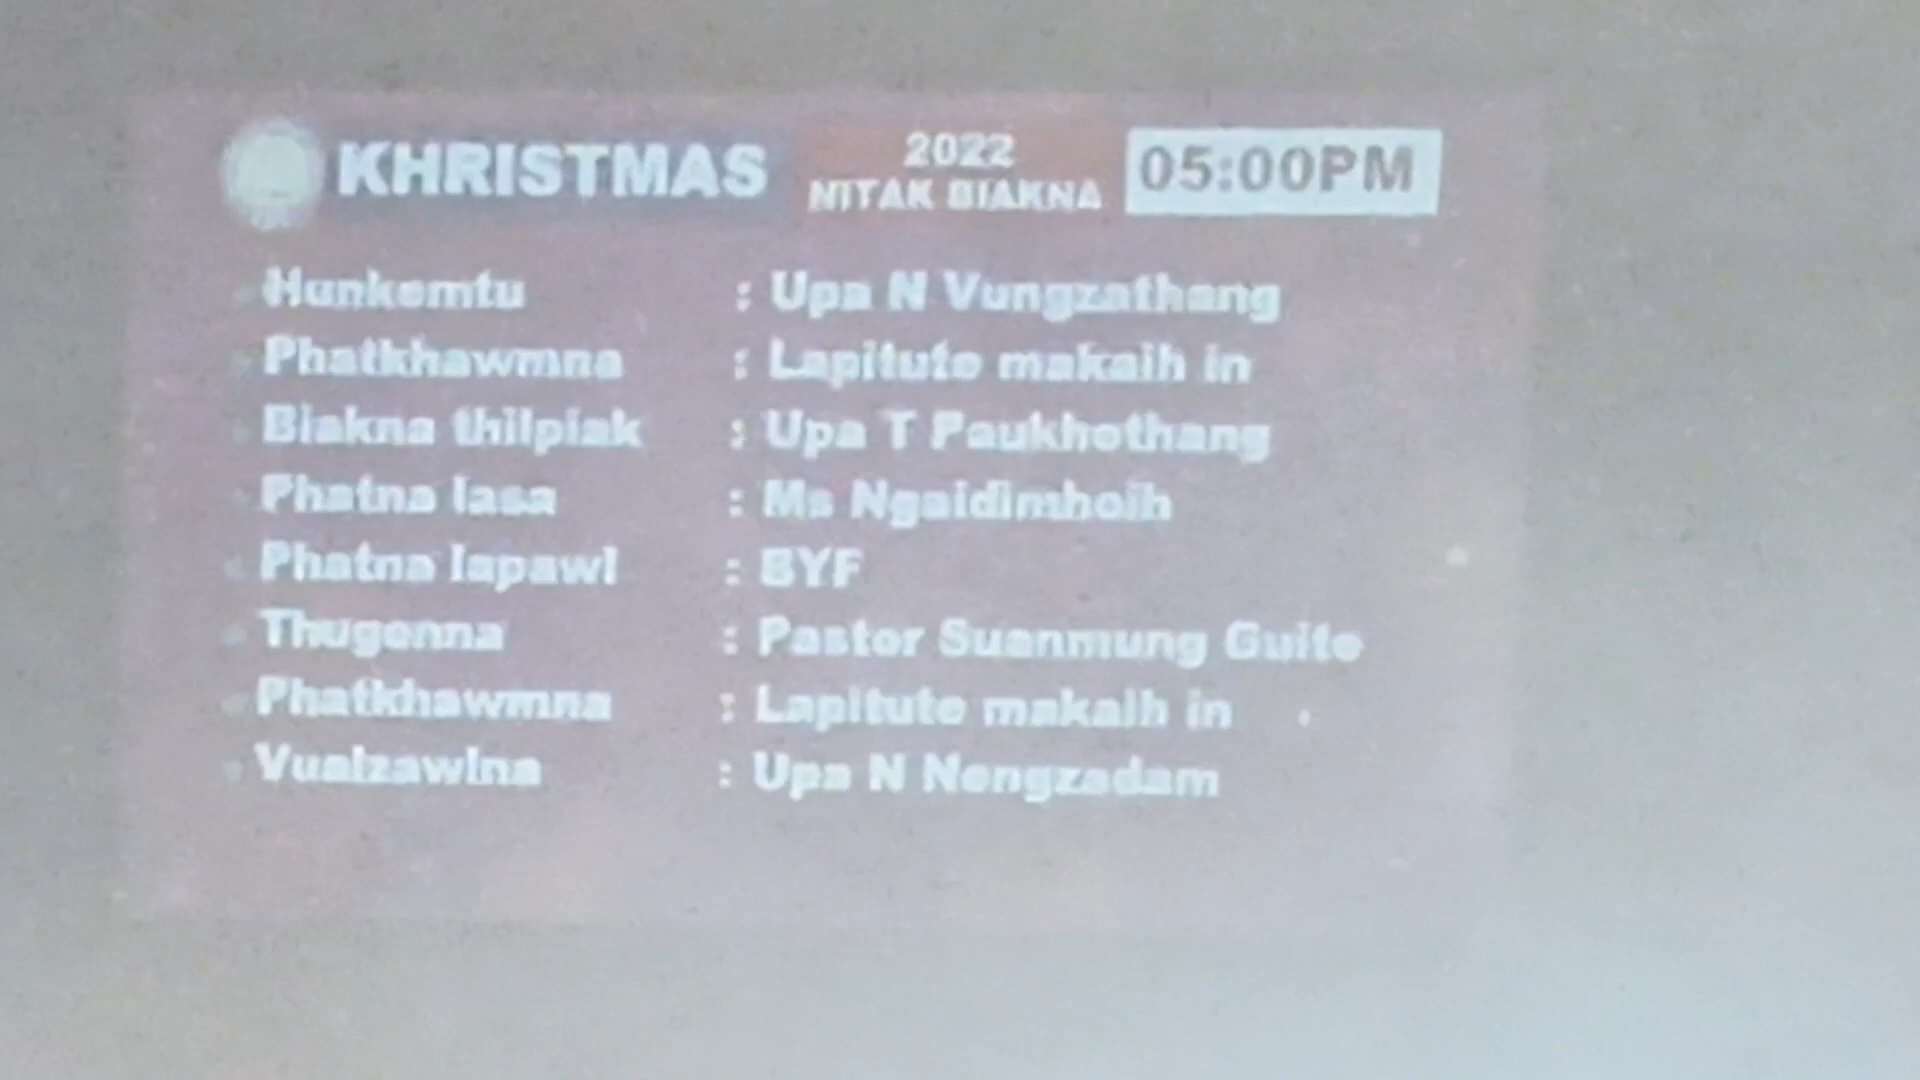 KHRISTMAS 2022 NITAK BIAKNA 05:00PM
Hunkemtu : Upa N Vungzathang
Phatkhawmna : Lapitute makaih in
Biakna thilpiak : Upa T Paukhothang
Phatna lasa : Ms Ngaidimhoih
Phatna lapawl : BYF
Thugenna : Pastor Suanmung Guite
Phatkhawmna : Lapitute makaih in
Vualzawlna : Upa N Nengzadam